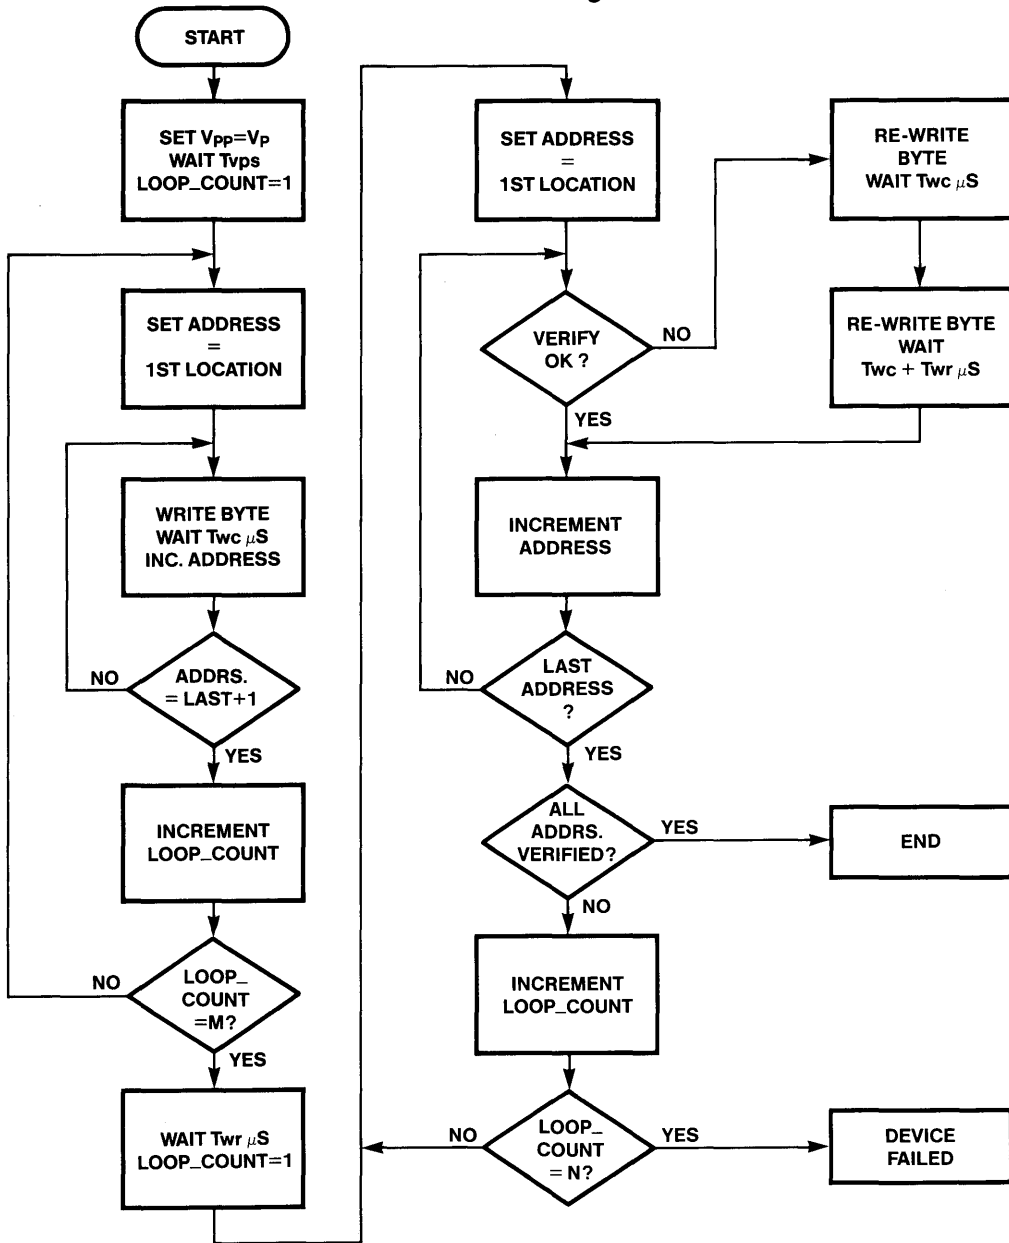 START
SET VPP=VP
WAIT Tvps
LOOP_COUNT=1
SET ADDRESS
=
1ST LOCATION
WRITE BYTE
WAIT Twc μS
INC. ADDRESS
NO
ADDRS.
= LAST+1
YES
INCREMENT
LOOP_COUNT
NO
LOOP_
COUNT
=M?
YES
WAIT Twr μS
LOOP_COUNT=1
SET ADDRESS
=
1ST LOCATION
VERIFY
OK ?
NO
YES
RE-WRITE
BYTE
WAIT Twc μS
RE-WRITE BYTE
WAIT
Twc + Twr μS
INCREMENT
ADDRESS
NO
LAST
ADDRESS
?
YES
ALL
ADDRS.
VERIFIED?
YES
END
NO
INCREMENT
LOOP_COUNT
NO
LOOP_
COUNT
= N?
YES
DEVICE
FAILED